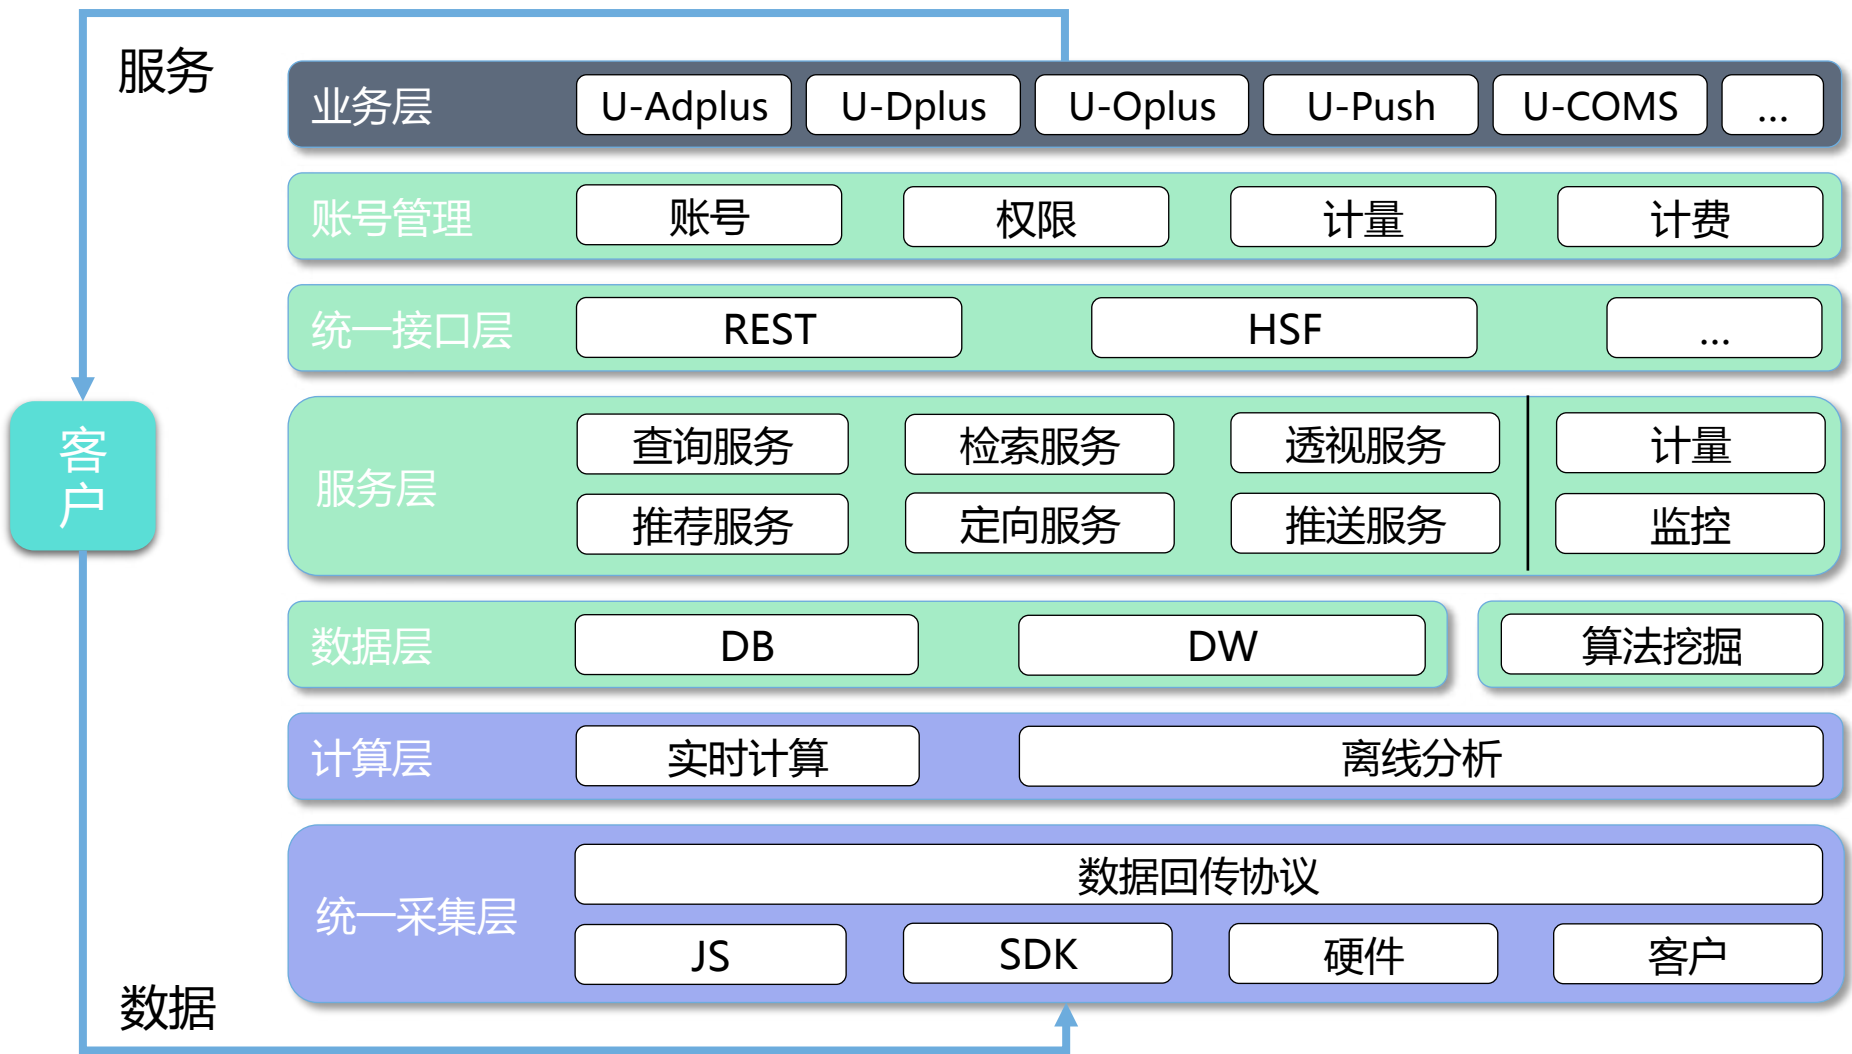 服务
业务层 U-Adplus U-Dplus U-Oplus U-Push U-COMS ...
账号管理 账号 权限 计量 计费
统一接口层 REST HSF ...
客户
服务层
查询服务 检索服务 透视服务 计量
推荐服务 定向服务 推送服务 监控
数据层 DB DW 算法挖掘
计算层 实时计算 离线分析
统一采集层
数据回传协议
JS SDK 硬件 客户
数据